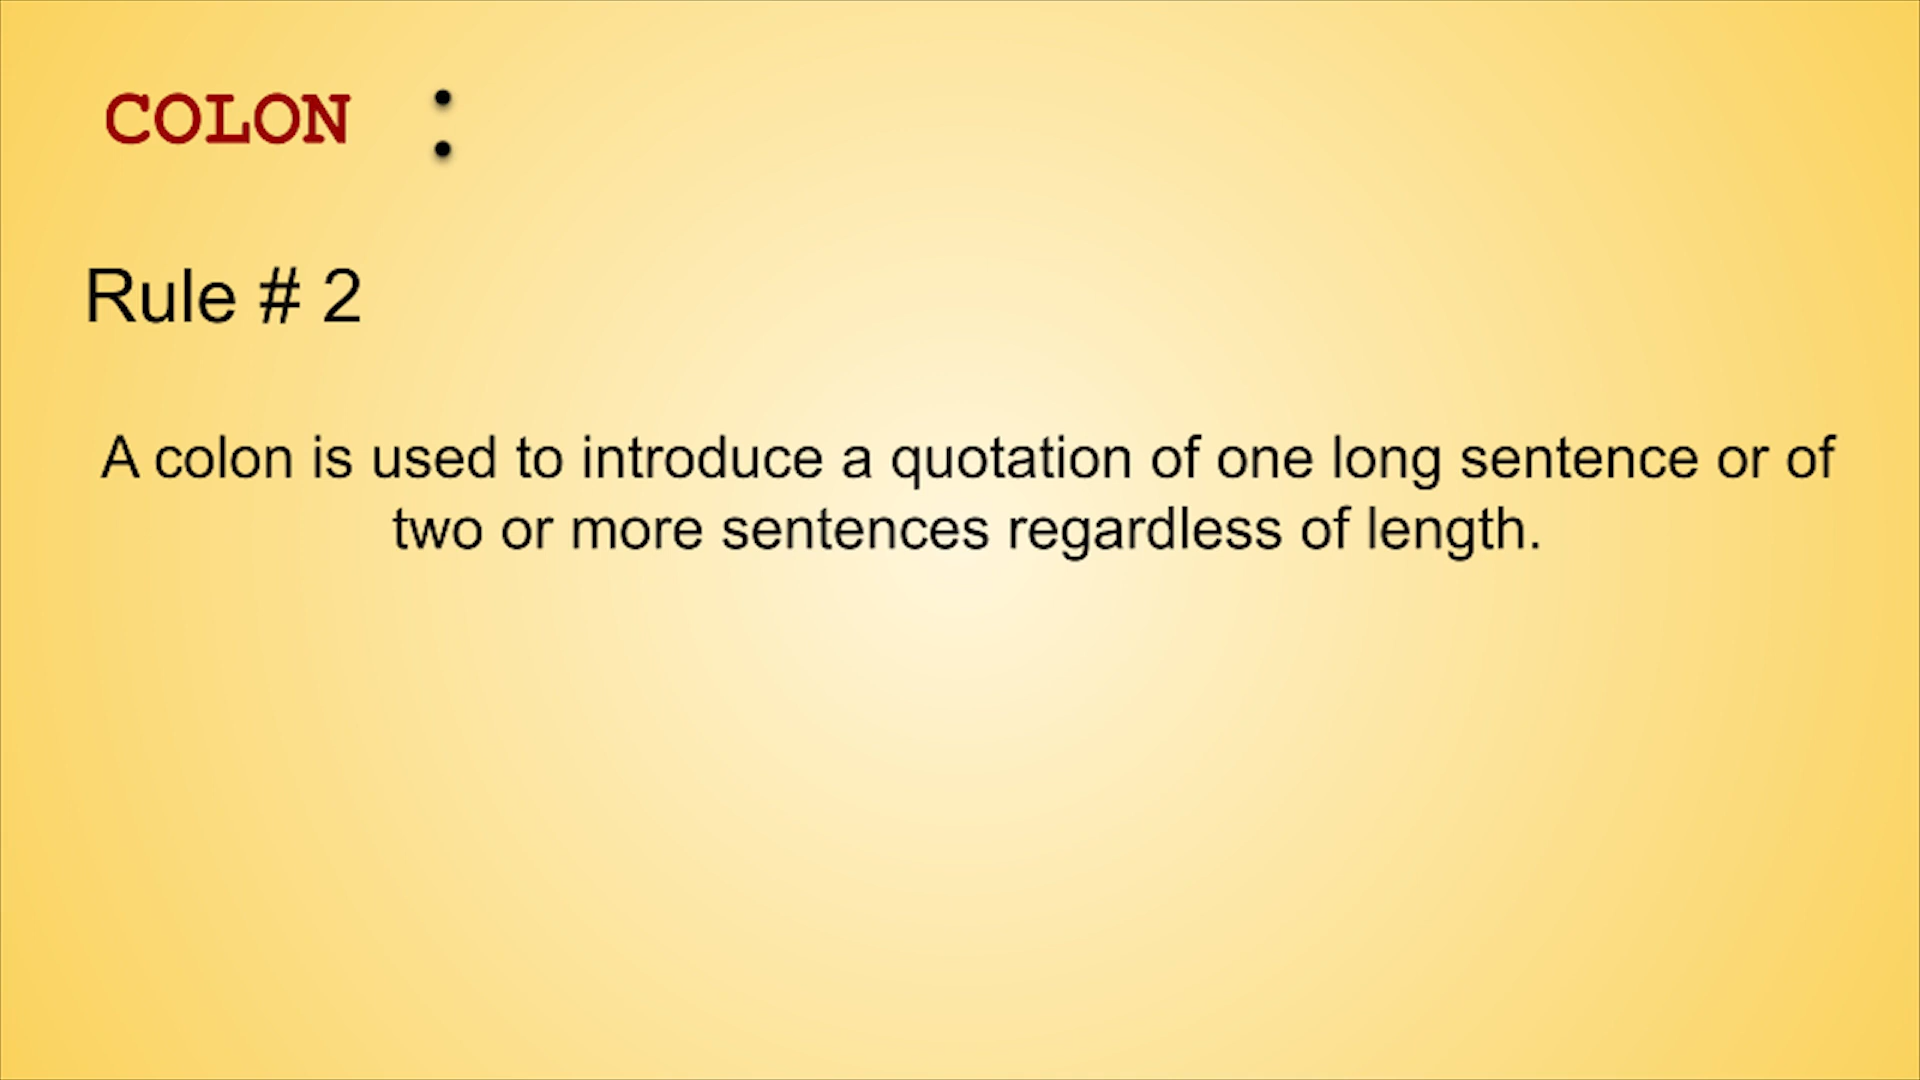 COLON :
Rule # 2
A colon is used to introduce a quotation of one long sentence or of
two or more sentences regardless of length.